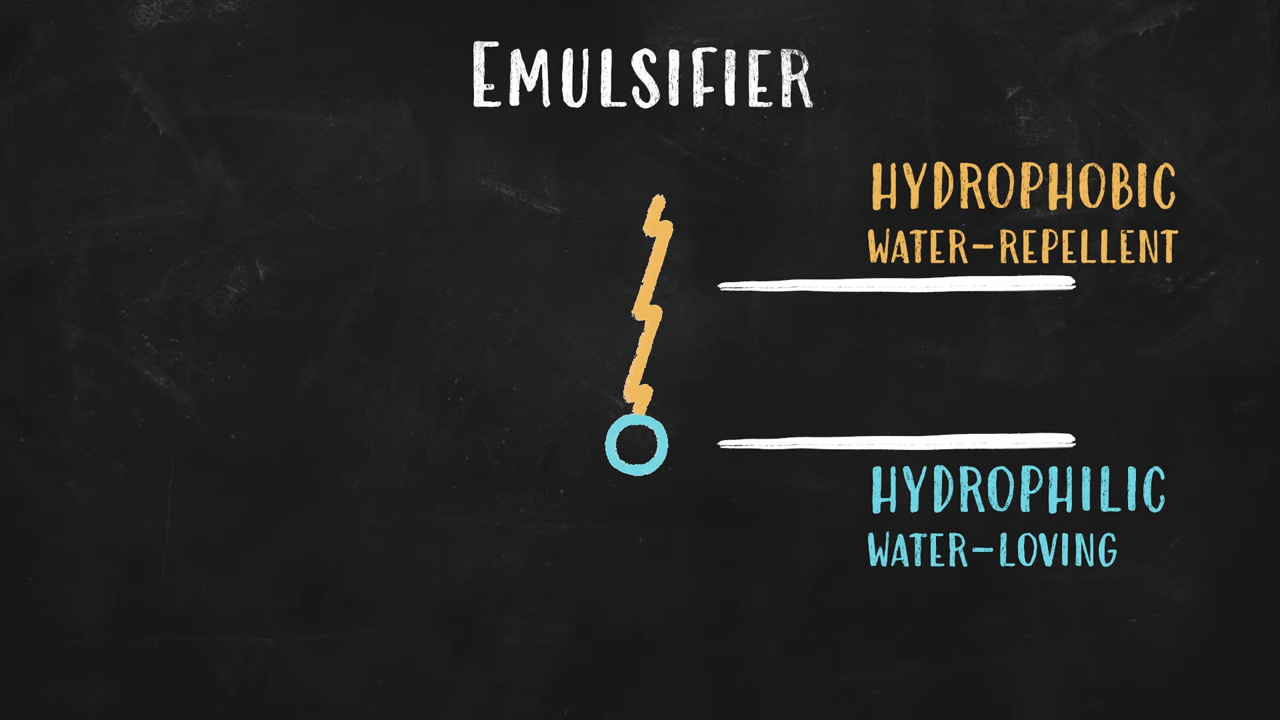 EMULSIFIER
HYDROPHOBIC
WATER-REPELLENT
HYDROPHILIC
WATER-LOVING